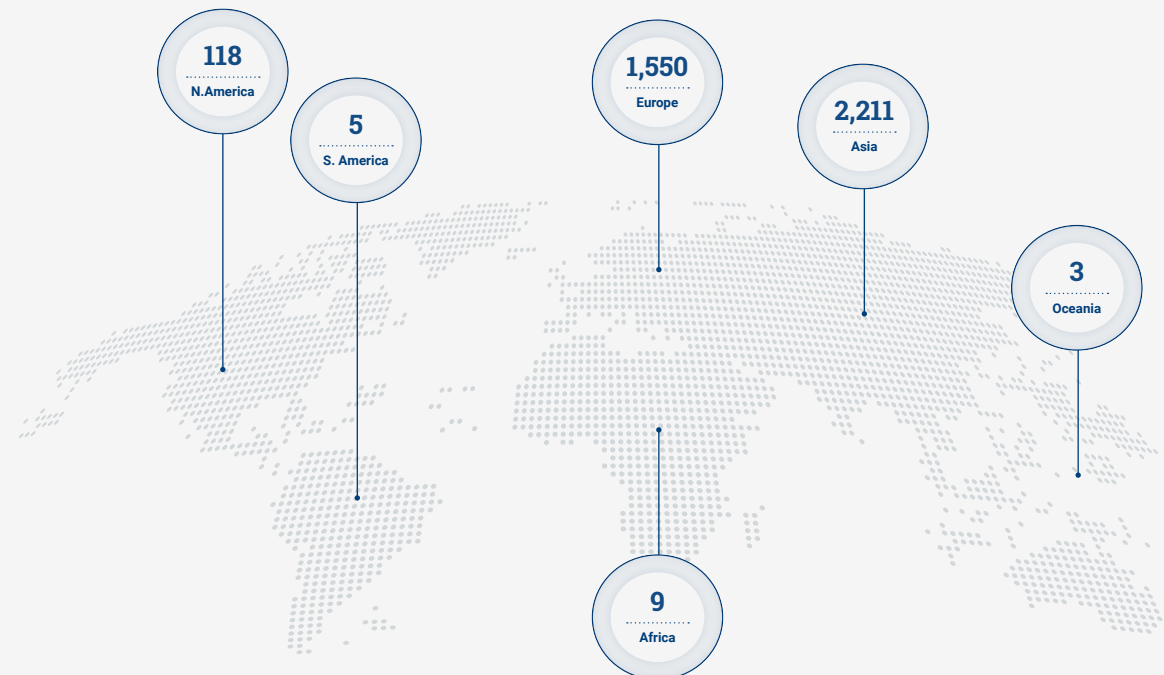 118
N.America
5
S. America
1,550
Europe
2,211
Asia
3
Oceania
9
Africa